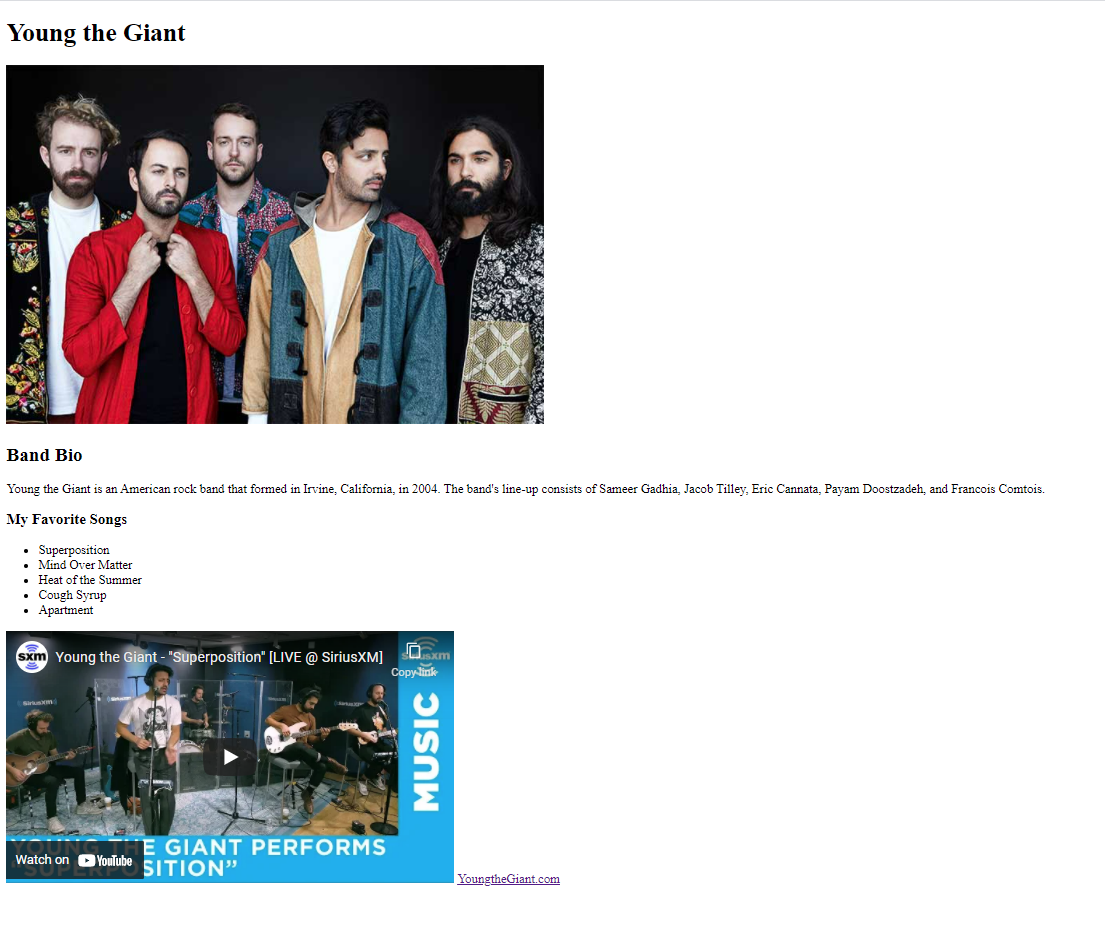 Young the Giant
Band Bio
Young the Giant is an American rock band that formed in Irvine, California, in 2004. The band's line-up consists of Sameer Gadhia, Jacob Tilley, Eric Cannata, Payam Doostzadeh, and Francois Comtois.
My Favorite Songs
Superposition
Mind Over Matter
Heat of the Summer
Cough Syrup
Apartment
sxm Young the Giant - "Superposition" [LIVE @ SiriusXM]
SiriusXM
Copy link
SiriusXM
SiriusXM
SiriusXM
MUSIC
YOUNG THE GIANT PERFORMS
"SUPERPOSITION”
Watch on YouTube
YoungtheGiant.com